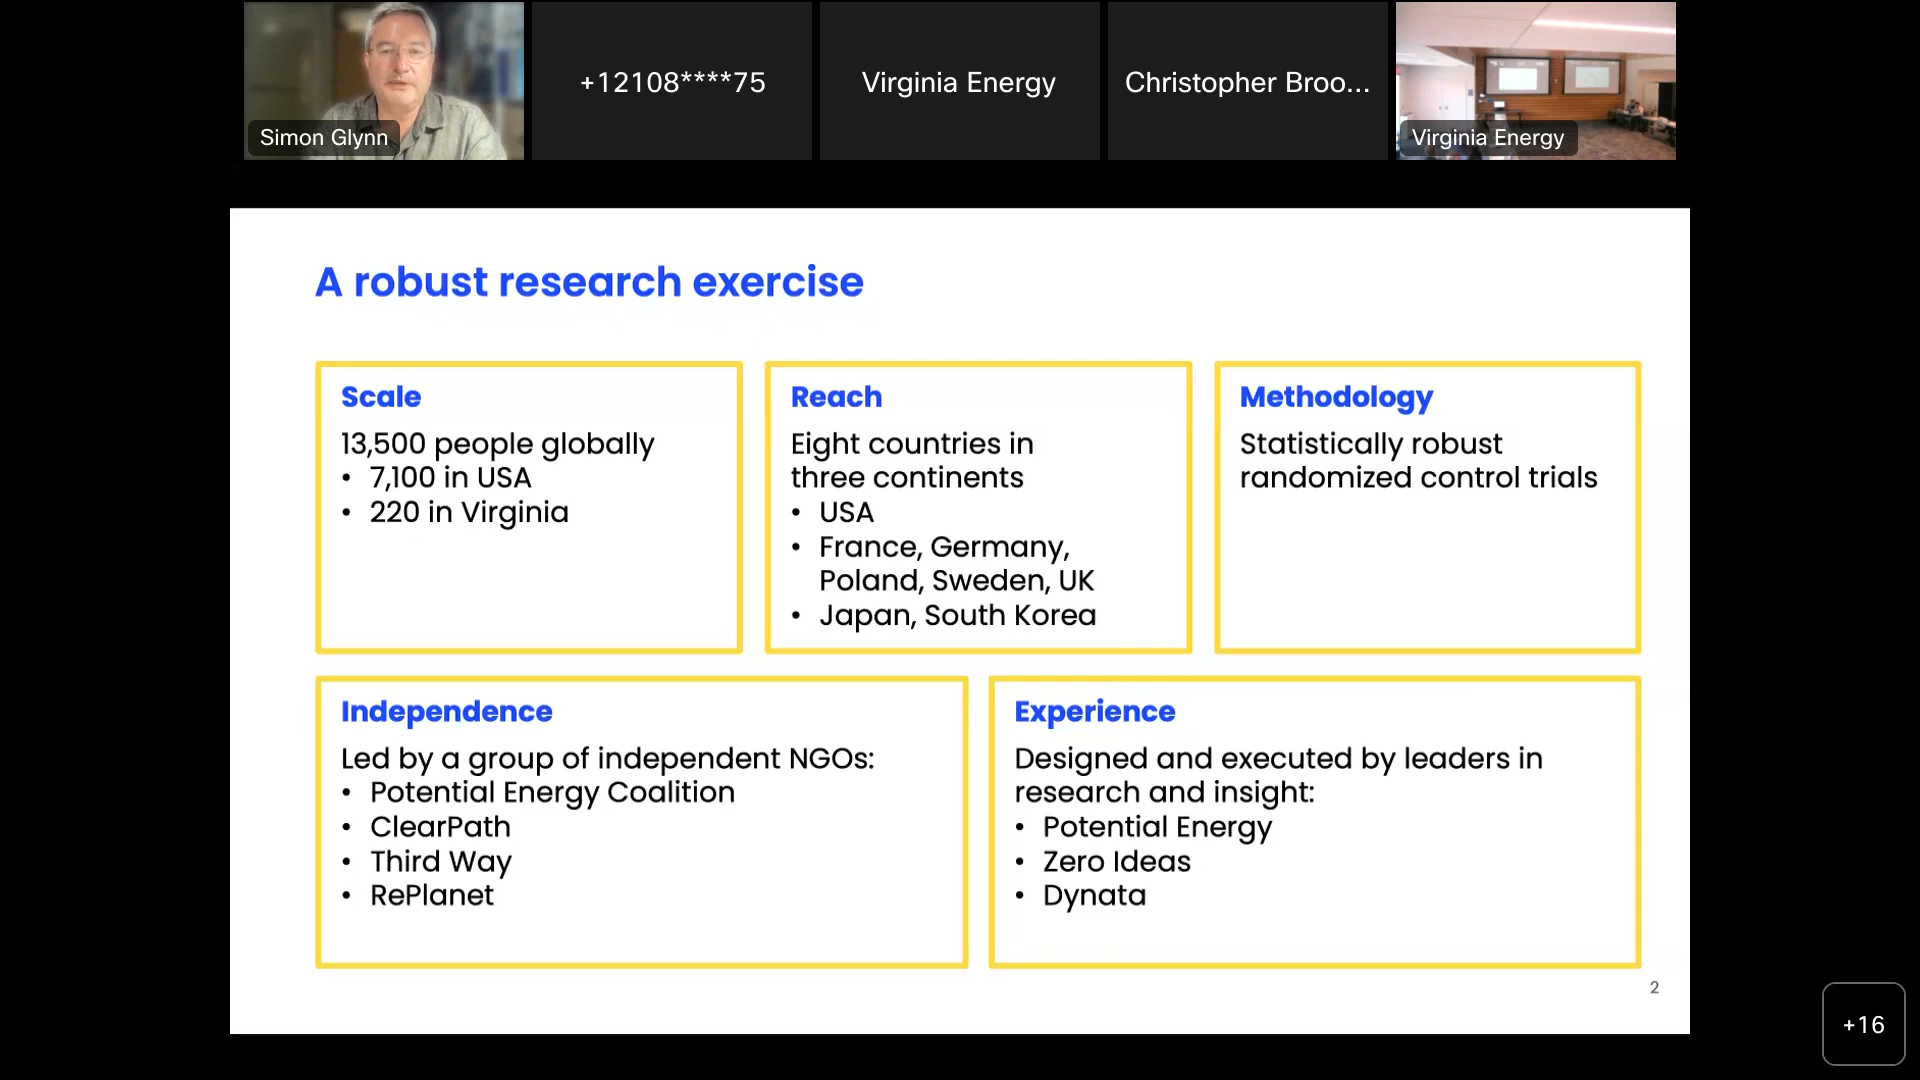 Simon Glynn
+12108****75
Virginia Energy
Christopher Broo...
Virginia Energy
A robust research exercise
Scale
13,500 people globally
• 7,100 in USA
• 220 in Virginia
Reach
Eight countries in
three continents
• USA
• France, Germany,
Poland, Sweden, UK
• Japan, South Korea
Methodology
Statistically robust
randomized control trials
Independence
Led by a group of independent NGOs:
• Potential Energy Coalition
• ClearPath
• Third Way
• RePlanet
Experience
Designed and executed by leaders in
research and insight:
• Potential Energy
• Zero Ideas
• Dynata
2
+16